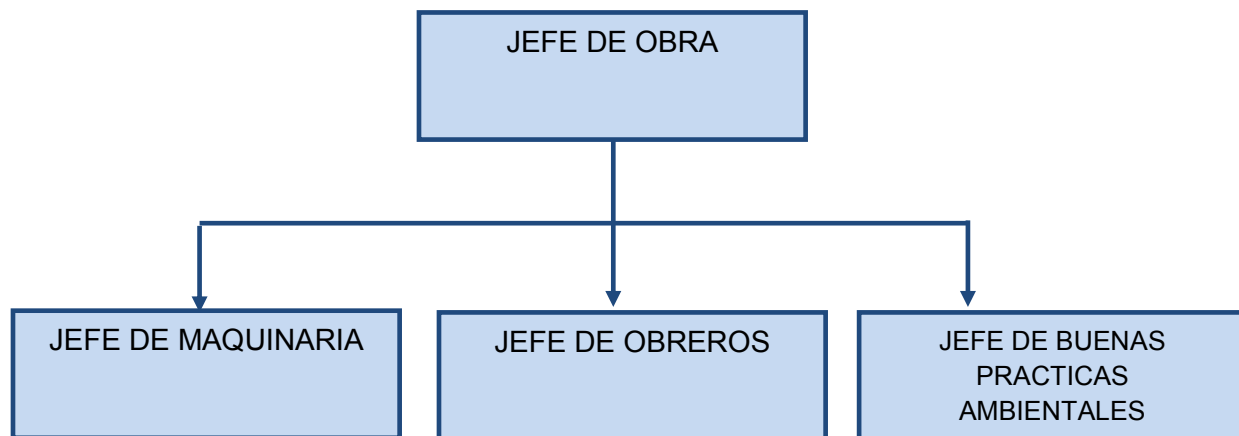 JEFE DE OBRA
JEFE DE MAQUINARIA
JEFE DE OBREROS
JEFE DE BUENAS
PRACTICAS
AMBIENTALES